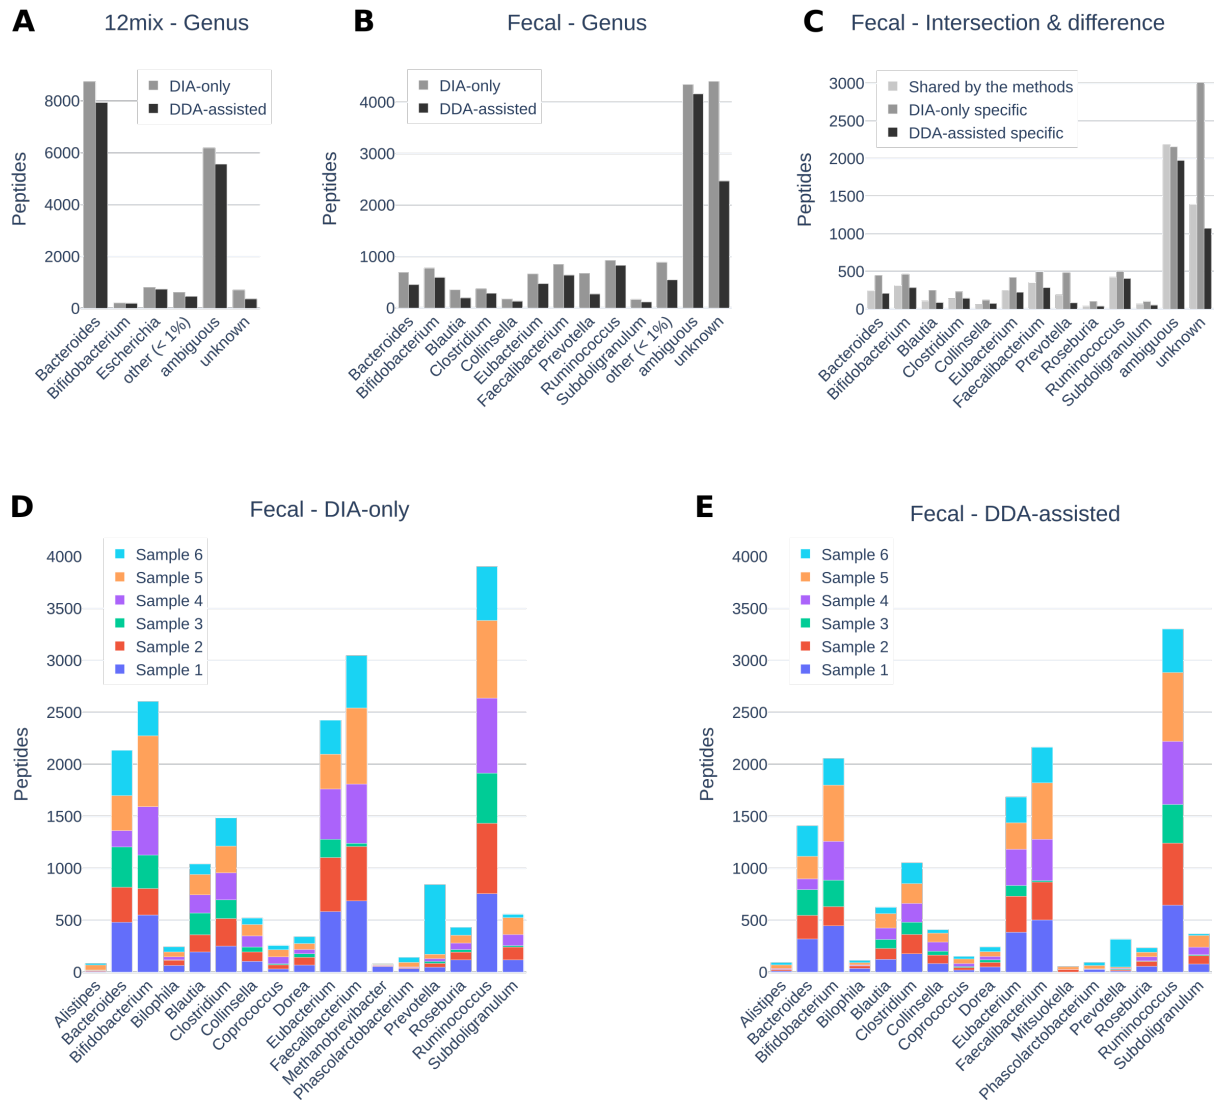 A
12mix - Genus
Peptides
8000
6000
4000
2000
0
DIA-only
DDA-assisted
Bacteroides
Bifidobacterium
Escherichia
other (< 1%)
ambiguous
unknown
B
Fecal - Genus
Peptides
4000
3000
2000
1000
0
DIA-only
DDA-assisted
Bacteroides
Bifidobacterium
Blautia
Clostridium
Collinsella
Eubacterium
Faecalibacterium
Prevotella
Ruminococcus
Subdoligranulum
other (< 1%)
ambiguous
unknown
C
Fecal - Intersection & difference
Peptides
3000
2500
2000
1500
1000
500
0
Shared by the methods
DIA-only specific
DDA-assisted specific
Bacteroides
Bifidobacterium
Blautia
Clostridium
Collinsella
Eubacterium
Faecalibacterium
Prevotella
Roseburia
Ruminococcus
Subdoligranulum
ambiguous
unknown
D
Fecal - DIA-only
Peptides
4000
3500
3000
2500
2000
1500
1000
500
0
Sample 6
Sample 5
Sample 4
Sample 3
Sample 2
Sample 1
Alistipes
Bacteroides
Bifidobacterium
Bilophila
Blautia
Clostridium
Collinsella
Coprococcus
Dorea
Eubacterium
Faecalibacterium
Methanobrevibacter
Phascolarctobacterium
Prevotella
Roseburia
Ruminococcus
Subdoligranulum
E
Fecal - DDA-assisted
Peptides
4000
3500
3000
2500
2000
1500
1000
500
0
Sample 6
Sample 5
Sample 4
Sample 3
Sample 2
Sample 1
Alistipes
Bacteroides
Bifidobacterium
Bilophila
Blautia
Clostridium
Collinsella
Coprococcus
Dorea
Eubacterium
Faecalibacterium
Mitsuokella
Phascolarctobacterium
Prevotella
Roseburia
Ruminococcus
Subdoligranulum